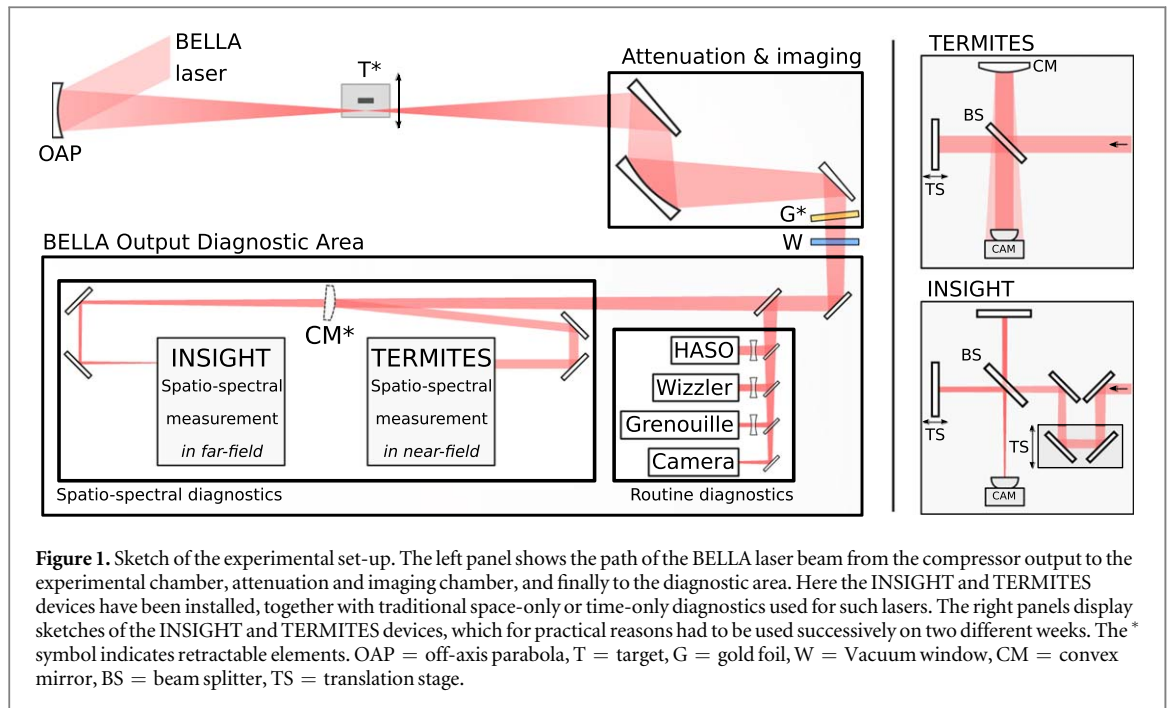 BELLA
laser
T*
OAP
Attenuation & imaging
G*
W
BELLA Output Diagnostic Area
CM*
INSIGHT
Spatio-spectral
measurement
in far-field
TERMITES
Spatio-spectral
measurement
in near-field
Spatio-spectral diagnostics
HASO
Wizzler
Grenouille
Camera
Routine diagnostics
TERMITES
CM
BS
TS
CAM
INSIGHT
BS
TS
TS
CAM
Figure 1. Sketch of the experimental set-up. The left panel shows the path of the BELLA laser beam from the compressor output to the
experimental chamber, attenuation and imaging chamber, and finally to the diagnostic area. Here the INSIGHT and TERMITES
devices have been installed, together with traditional space-only or time-only diagnostics used for such lasers. The right panels display
sketches of the INSIGHT and TERMITES devices, which for practical reasons had to be used successively on two different weeks. The *
symbol indicates retractable elements. OAP = off-axis parabola, T = target, G = gold foil, W = Vacuum window, CM = convex
mirror, BS = beam splitter, TS = translation stage.